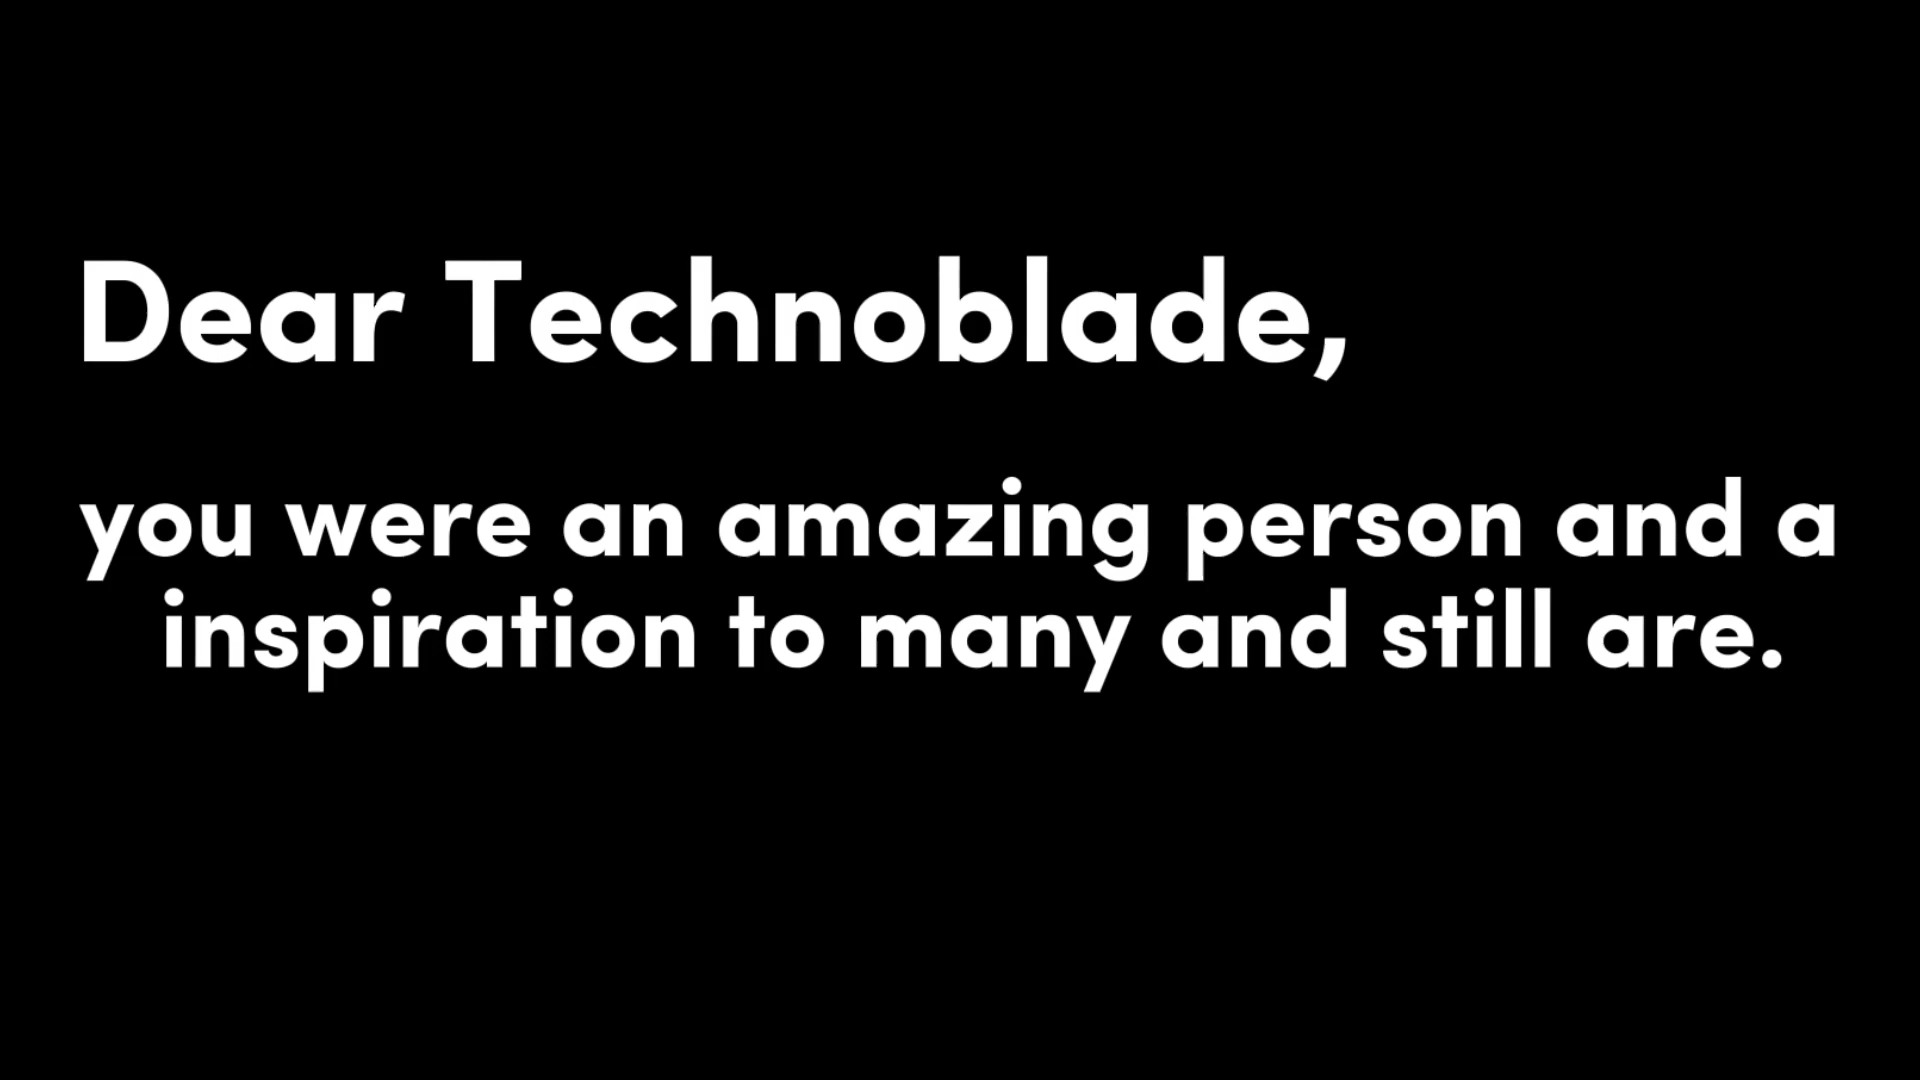 Dear Technoblade,
you were an amazing person and a
inspiration to many and still are.